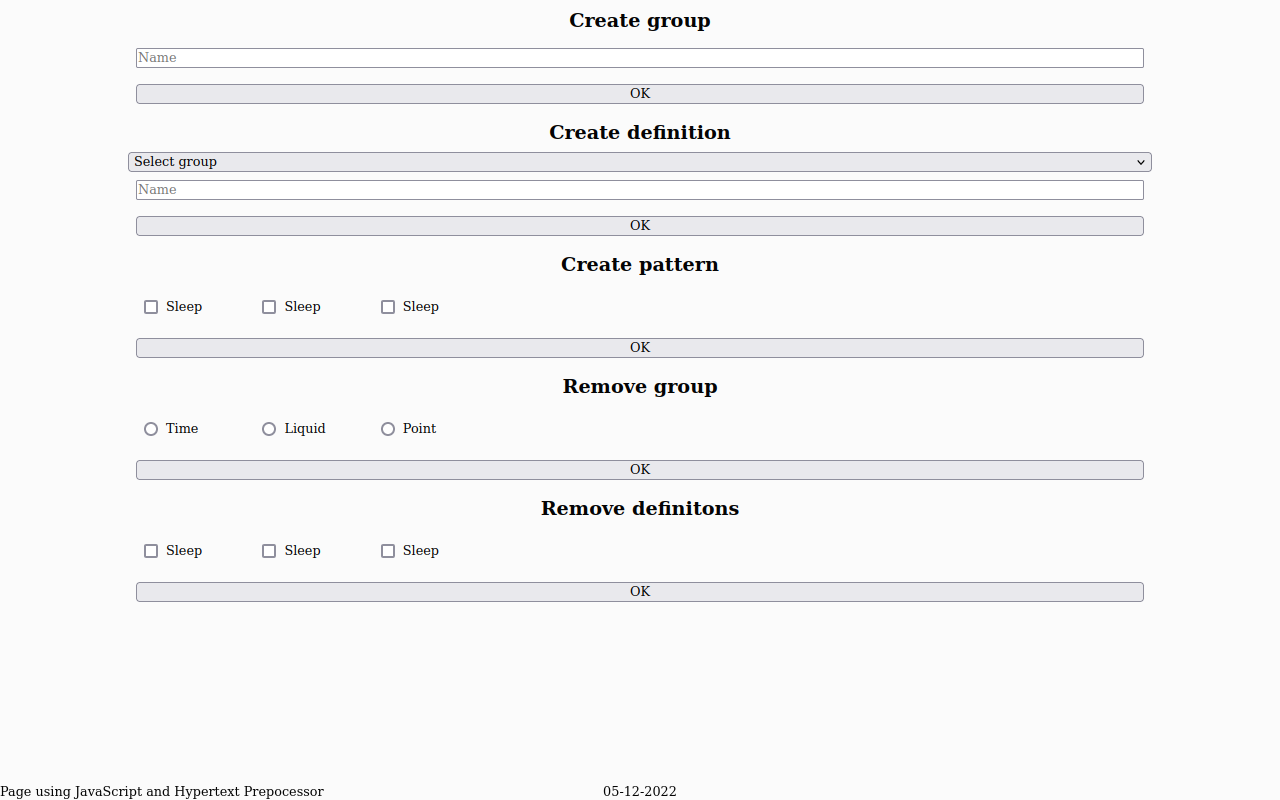 Create group
Name
OK
Create definition
Select group
Name
OK
Create pattern
Sleep Sleep Sleep
OK
Remove group
Time Liquid Point
OK
Remove definitons
Sleep Sleep Sleep
OK
Page using JavaScript and Hypertext Prepocessor 05-12-2022